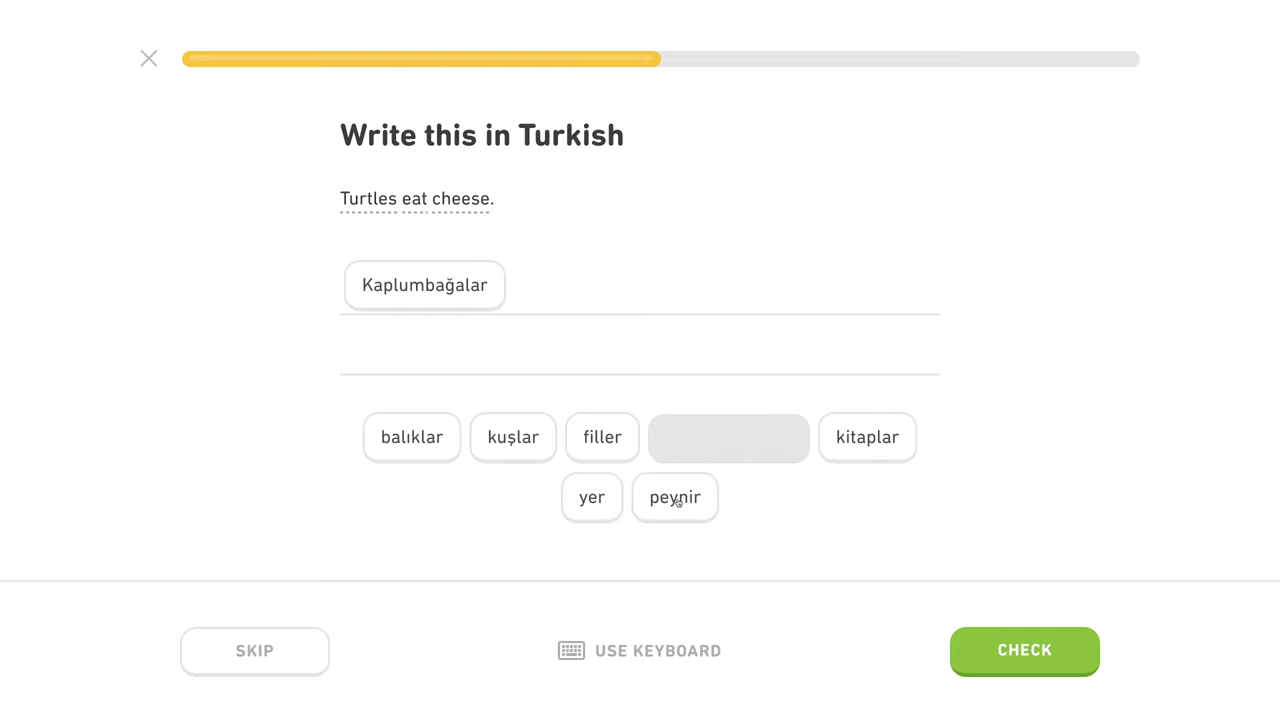 Write this in Turkish
Turtles eat cheese.
Kaplumbağalar
balıklar kuşlar filler kitaplar
yer peynir
SKIP USE KEYBOARD CHECK